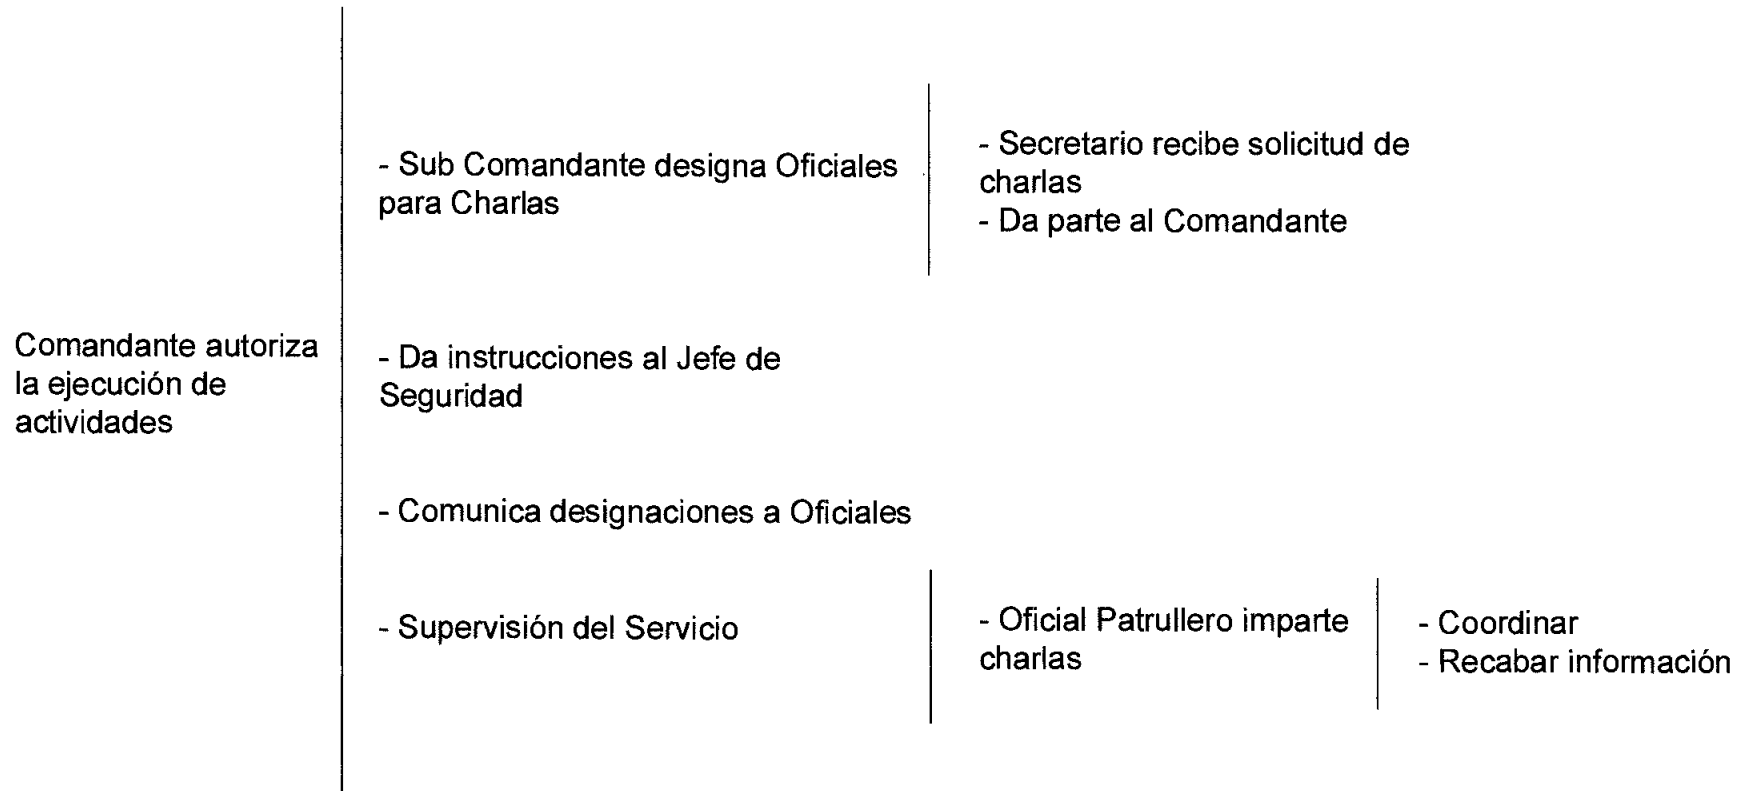 Comandante autoriza
la ejecución de
actividades
- Sub Comandante designa Oficiales
para Charlas
- Secretario recibe solicitud de
charlas
- Da parte al Comandante
- Da instrucciones al Jefe de
Seguridad
- Comunica designaciones a Oficiales
- Supervisión del Servicio
- Oficial Patrullero imparte
charlas
- Coordinar
- Recabar información